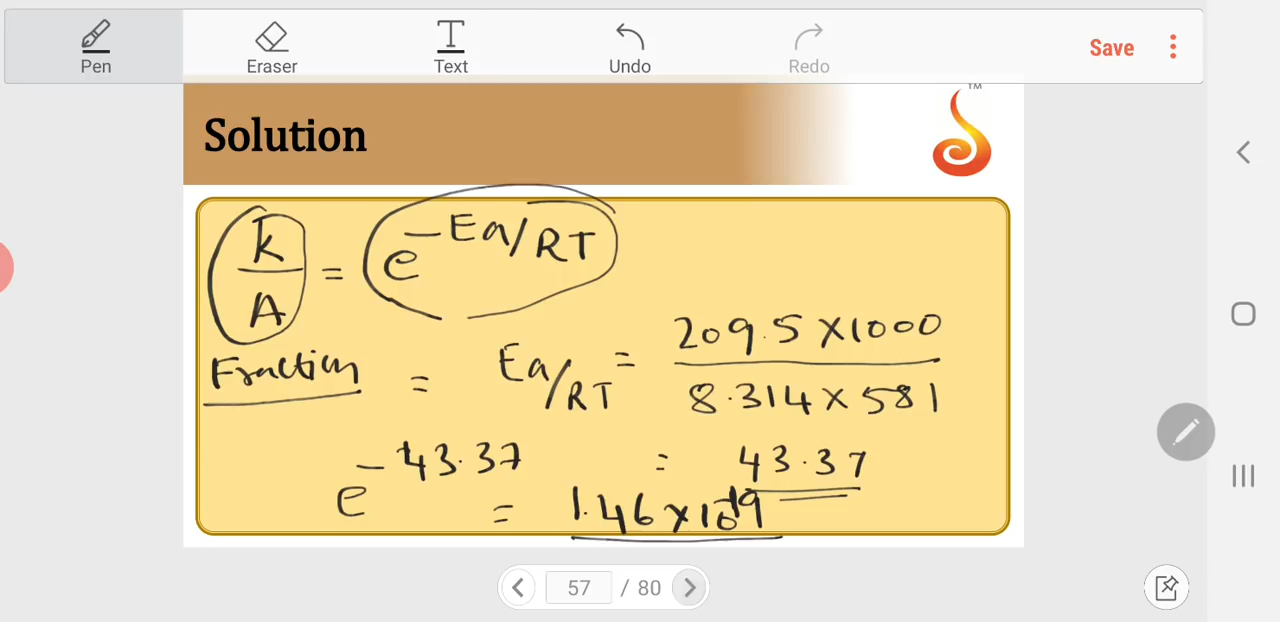 Pen Eraser Text Undo Redo Save
TM
Solution
k/A = e^-Ea/RT
Fraction = Ea/RT = 209.5 X 1000 / 8.314 X 581
e^-43.37 = 43.37
= 1.46 x 10^-19
57 / 80